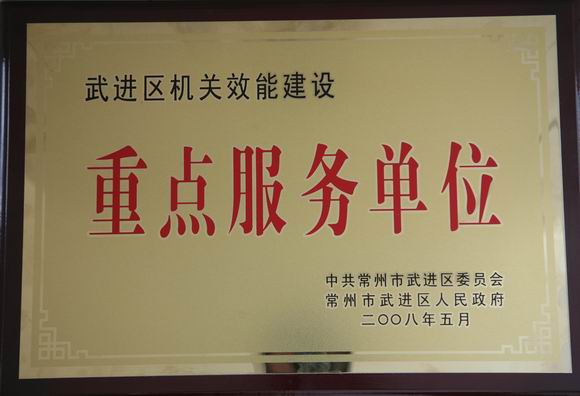 武进区机关效能建设
重点服务单位
中共常州市武进区委员会
常州市武进区人民政府
二〇〇八年五月